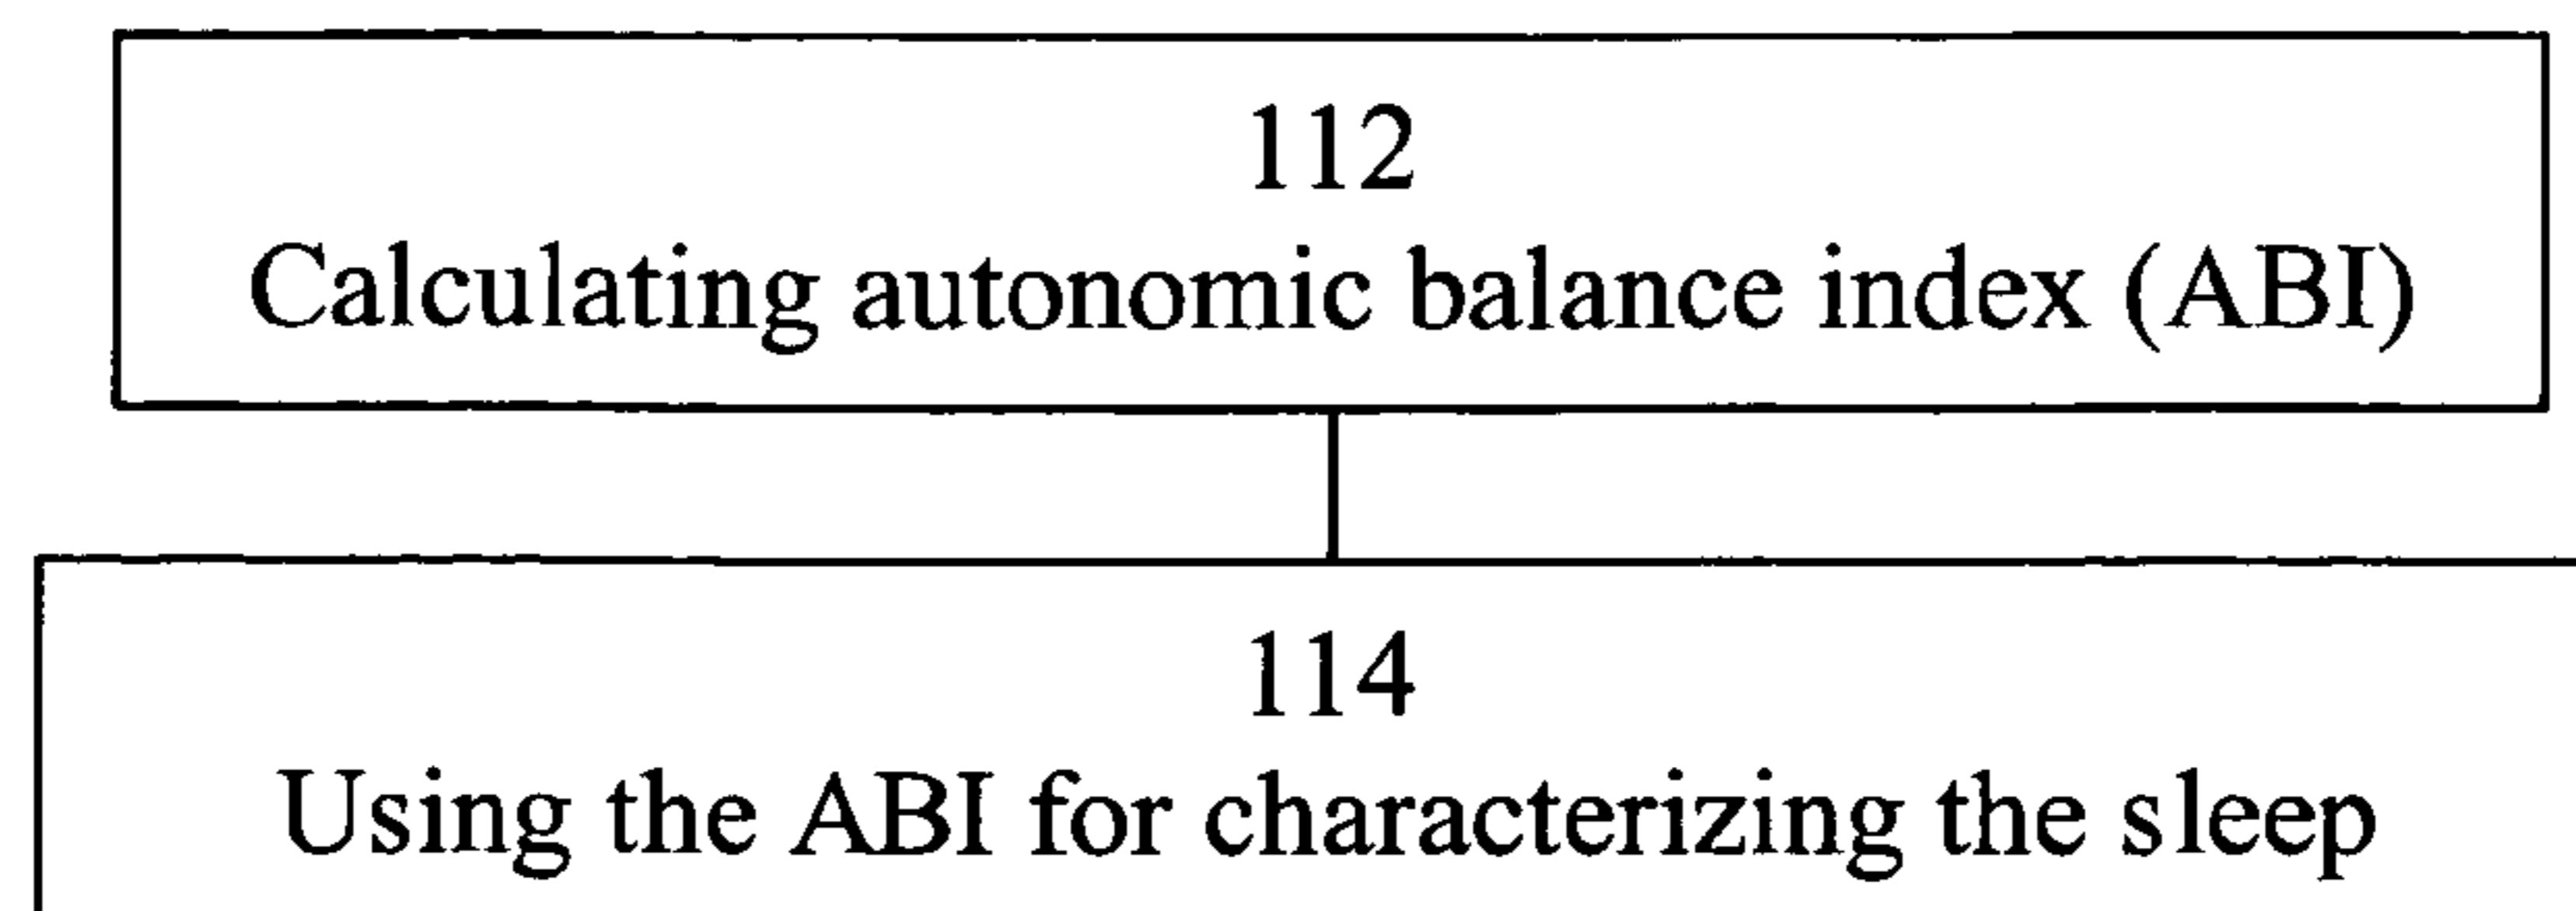 112
Calculating autonomic balance index (ABI)
114
Using the ABI for characterizing the sleep